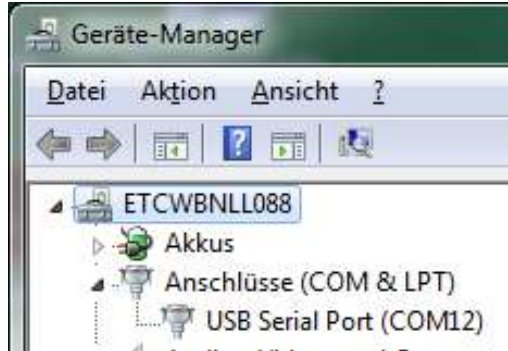 Geräte-Manager
Datei Aktion Ansicht ?
ETCWBNLL088
Akkus
Anschlüsse (COM & LPT)
USB Serial Port (COM12)